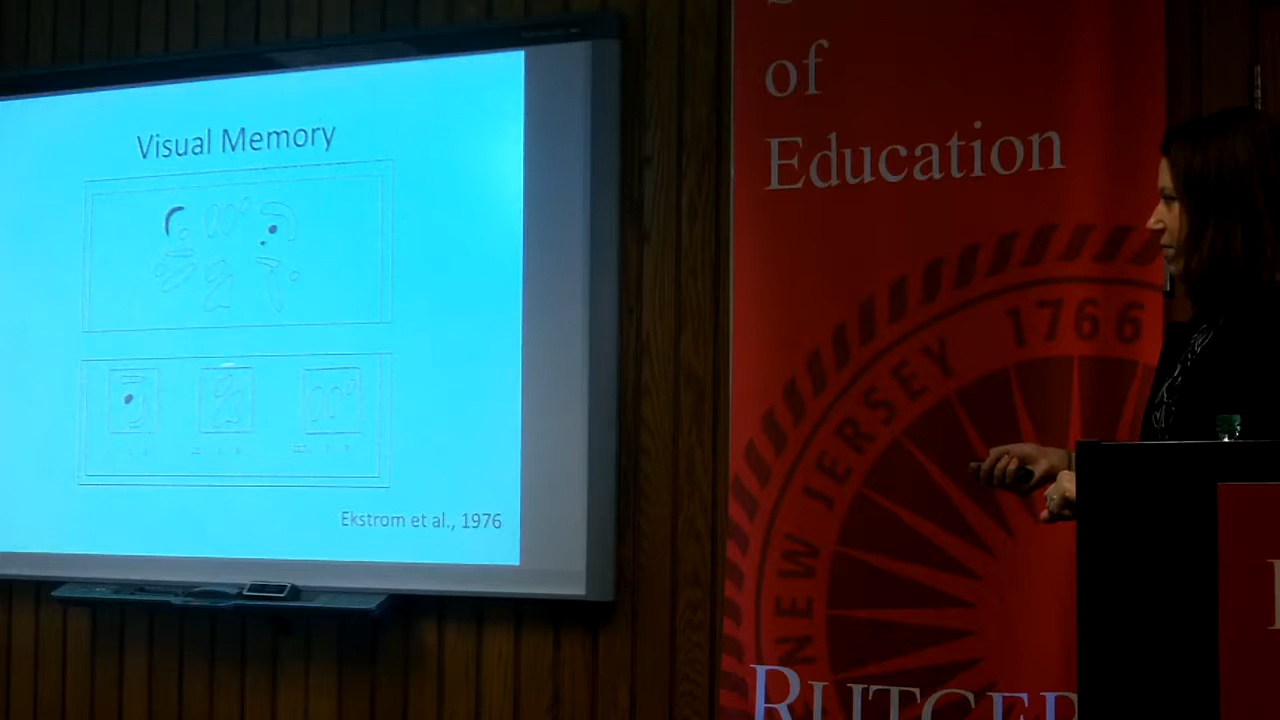 Visual Memory
Ekstrom et al., 1976
of
Education
1766
NEW JERSEY